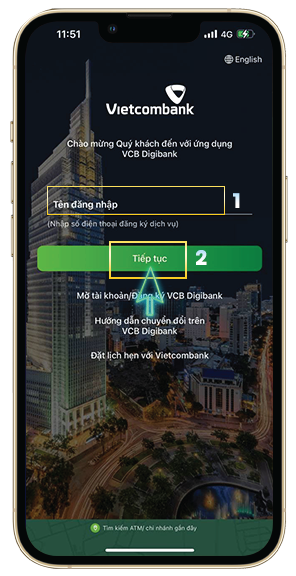 11:51
4G
English
Vietcombank
Chào mừng Quý khách đến với ứng dụng
VCB Digibank
Tên đăng nhập
1
(Nhập số điện thoại đăng ký dịch vụ)
Tiếp tục
2
Mở tài khoản/Đăng ký VCB Digibank
Hướng dẫn chuyển đổi trên
VCB Digibank
Đặt lịch hẹn với Vietcombank
Tìm kiếm ATM/ chi nhánh gần đây